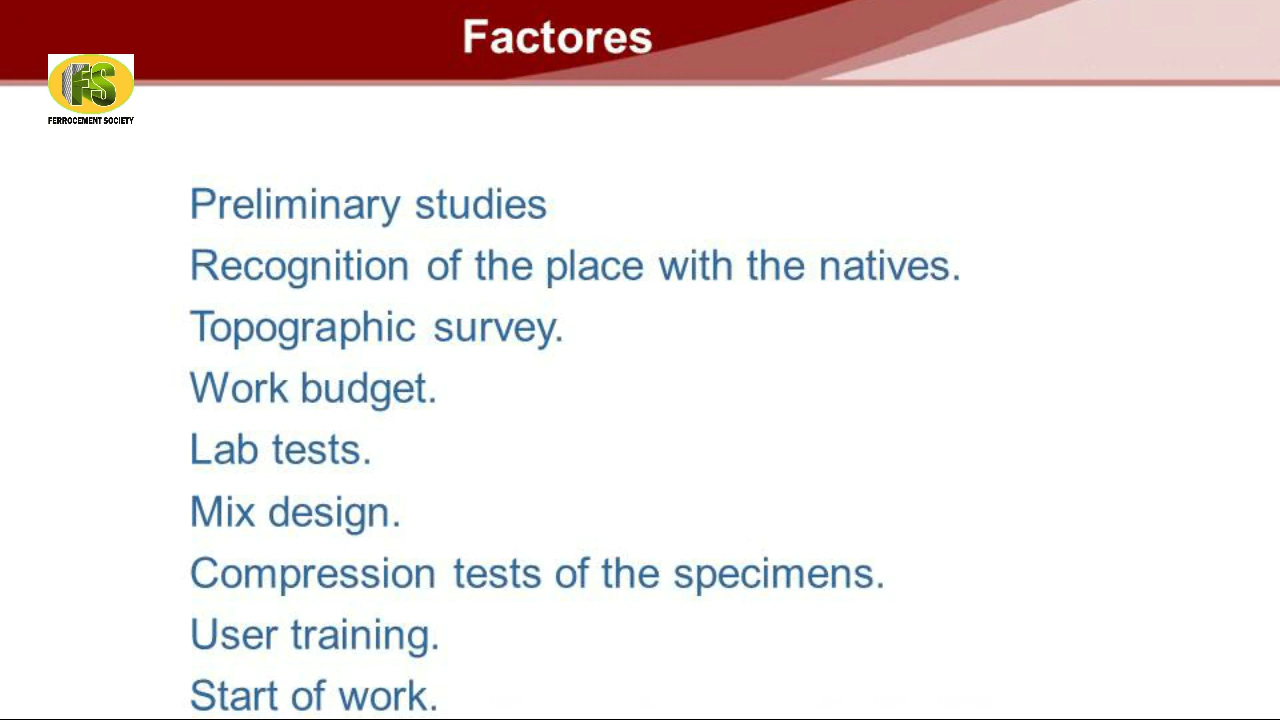 Factores
FS
FERROCEMENT SOCIETY
Preliminary studies
Recognition of the place with the natives.
Topographic survey.
Work budget.
Lab tests.
Mix design.
Compression tests of the specimens.
User training.
Start of work.